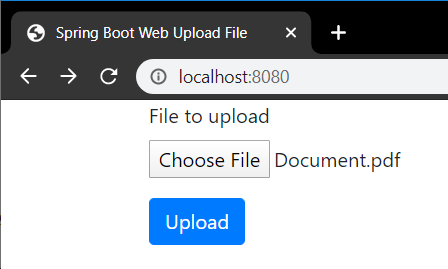 Spring Boot Web Upload File
localhost:8080
File to upload
Choose File Document.pdf
Upload